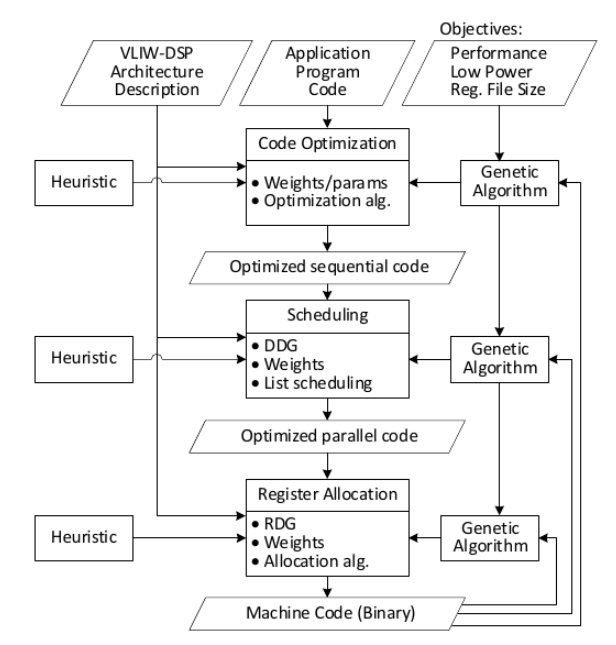 Objectives:
VLIW-DSP
Architecture
Description
Application
Program
Code
Performance
Low Power
Reg. File Size
Code Optimization
Heuristic
• Weights/params
• Optimization alg.
Genetic
Algorithm
Optimized sequential code
Scheduling
Heuristic
• DDG
• Weights
• List scheduling
Genetic
Algorithm
Optimized parallel code
Register Allocation
Heuristic
• RDG
• Weights
• Allocation alg.
Genetic
Algorithm
Machine Code (Binary)